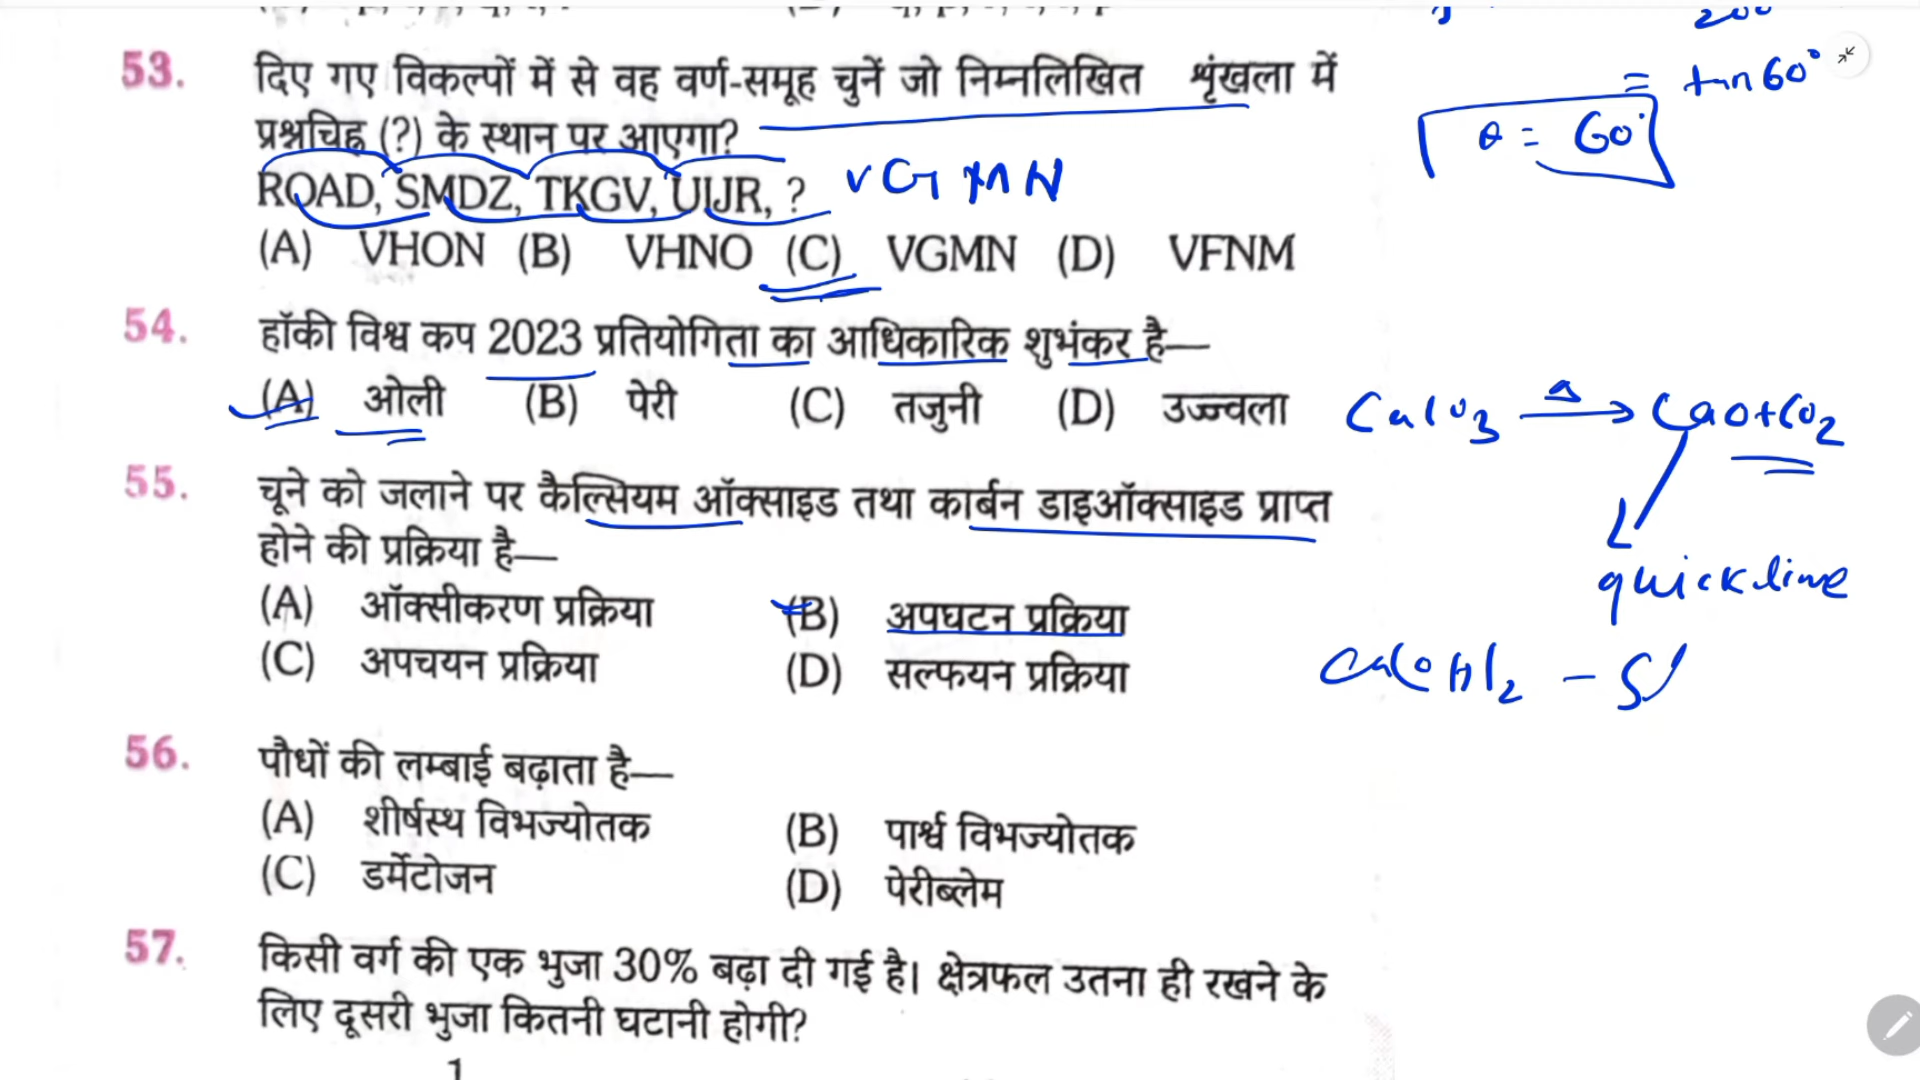 53. दिए गए विकल्पों में से वह वर्ण-समूह चुनें जो निम्नलिखित शृंखला में
प्रश्नचिह्न (?) के स्थान पर आएगा?
ROAD, SMDZ, TKGV, UIJR, ? VGMN
(A) VHON (B) VHNO (C) VGMN (D) VFNM
54. हॉकी विश्व कप 2023 प्रतियोगिता का आधिकारिक शुभंकर है—
(A) ओली (B) पेरी (C) तजुनी (D) उज्ज्वला
55. चूने को जलाने पर कैल्सियम ऑक्साइड तथा कार्बन डाइऑक्साइड प्राप्त
होने की प्रक्रिया है—
(A) ऑक्सीकरण प्रक्रिया (B) अपघटन प्रक्रिया
(C) अपचयन प्रक्रिया (D) सल्फयन प्रक्रिया
56. पौधों की लम्बाई बढ़ाता है—
(A) शीर्षस्थ विभज्योतक (B) पार्श्व विभज्योतक
(C) डर्मेटोजन (D) पेरीब्लेम
57. किसी वर्ग की एक भुजा 30% बढ़ा दी गई है। क्षेत्रफल उतना ही रखने के
लिए दूसरी भुजा कितनी घटानी होगी?
1
200
= tan 60°
θ = 60°
CaCO3 Δ→ CaO+CO2
quick lime
Ca(OH)2 – Sl